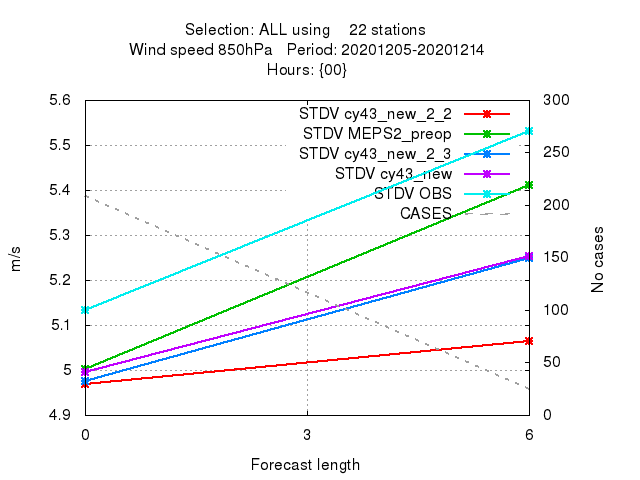 Selection: ALL using 22 stations
Wind speed 850hPa Period: 20201205-20201214
Hours: {00}
5.6
5.5
5.4
5.3
5.2
5.1
5
4.9
m/s
STDV cy43_new_2_2
STDV MEPS2_preop
STDV cy43_new_2_3
STDV cy43_new
STDV OBS
CASES
300
250
200
150
100
50
0
No cases
0 3 6
Forecast length